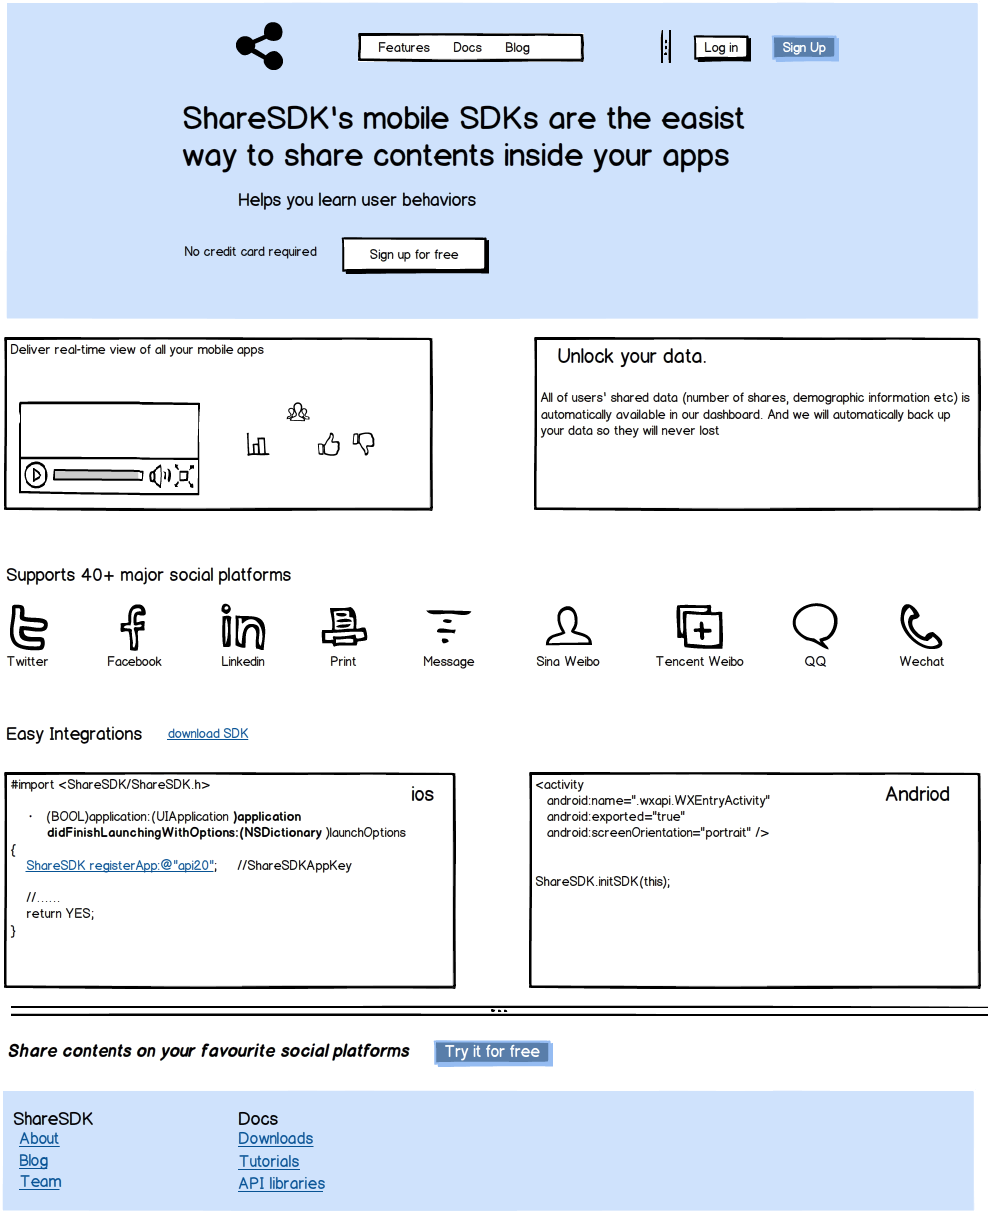 Features Docs Blog
Log in
Sign Up
ShareSDK's mobile SDKs are the easist
way to share contents inside your apps
Helps you learn user behaviors
No credit card required
Sign up for free
Deliver real-time view of all your mobile apps
Unlock your data.
All of users' shared data (number of shares, demographic information etc) is
automatically available in our dashboard. And we will automatically back up
your data so they will never lost
Supports 40+ major social platforms
Twitter
Facebook
Linkedin
Print
Message
Sina Weibo
Tencent Weibo
QQ
Wechat
Easy Integrations
download SDK
#import <ShareSDK/ShareSDK.h>
ios
· (BOOL)application:(UIApplication )application
didFinishLaunchingWithOptions:(NSDictionary )launchOptions
{
ShareSDK registerApp:@"api20"; //ShareSDKAppKey
//......
return YES;
}
<activity
Andriod
android:name=".wxapi.WXEntryActivity"
android:exported="true"
android:screenOrientation="portrait" />
ShareSDK.initSDK(this);
Share contents on your favourite social platforms
Try it for free
ShareSDK
About
Blog
Team
Docs
Downloads
Tutorials
API libraries